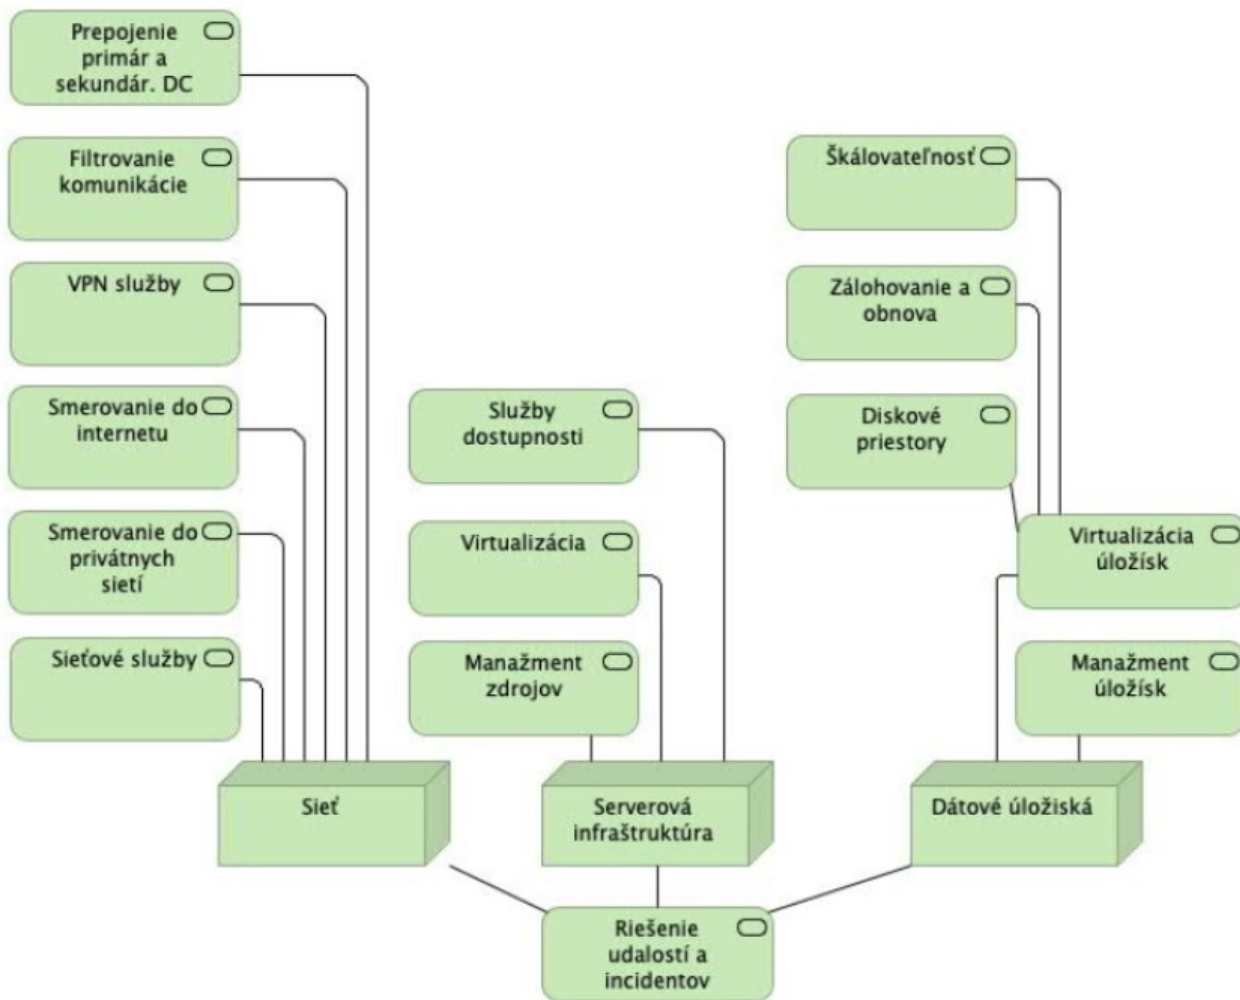 Prepojenie
primár a
sekundár. DC
Filtrovanie
komunikácie
VPN služby
Smerovanie do
internetu
Smerovanie do
privátnych
sietí
Sieťové služby
Služby
dostupnosti
Virtualizácia
Manažment
zdrojov
Škálovateľnosť
Zálohovanie a
obnova
Diskové
priestory
Virtualizácia
úložísk
Manažment
úložísk
Sieť
Serverová
infraštruktúra
Dátové úložiská
Riešenie
udalostí a
incidentov